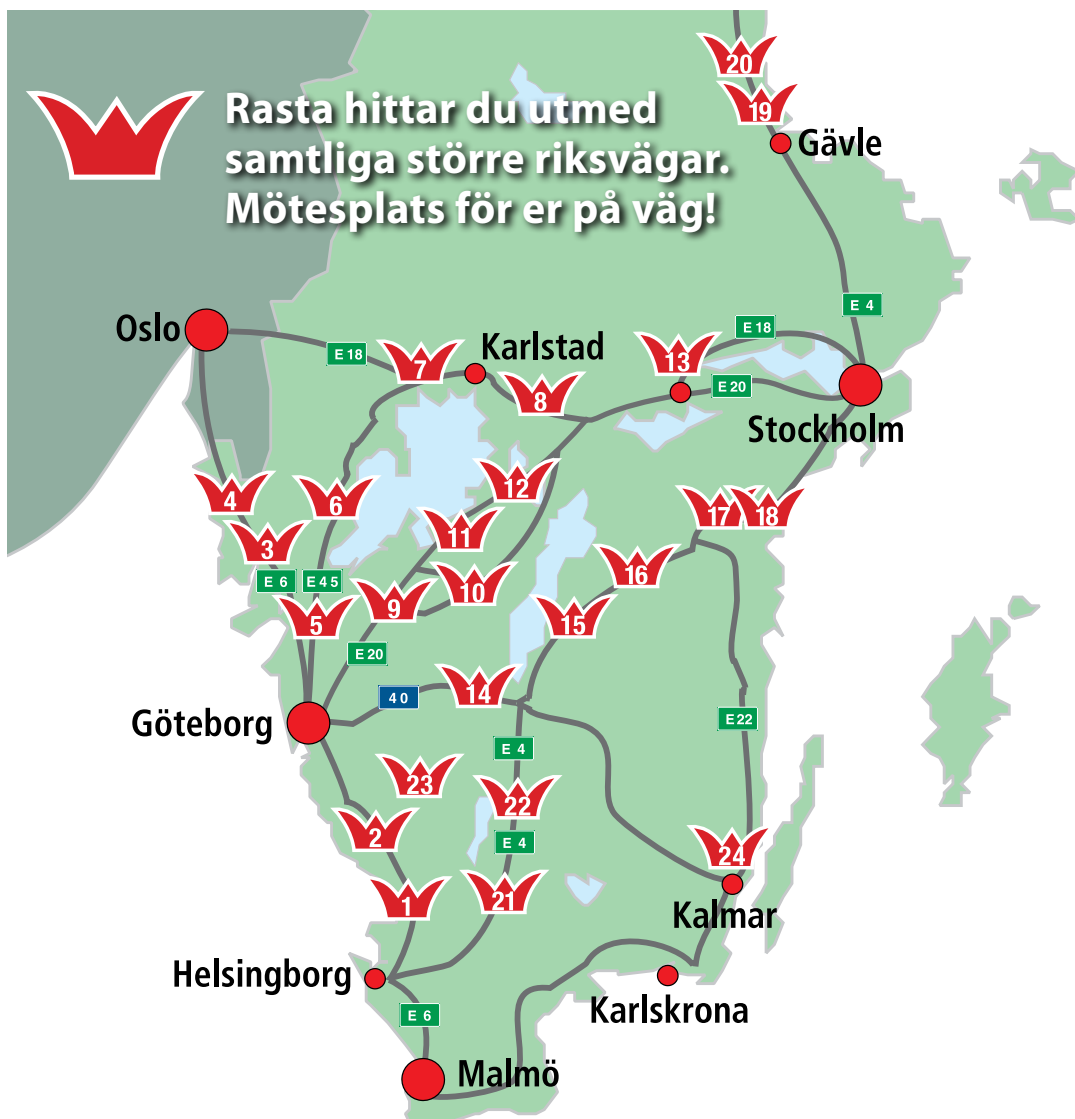 20
19
Rasta hittar du utmed
samtliga större riksvägar.
Mötesplats för er på väg!
Gävle
E 4
Oslo
E 18
E 18
7
Karlstad
13
8
E 20
Stockholm
4
6
12
17
18
3
11
E 6
E 45
16
10
5
9
15
E 20
40
14
Göteborg
E 22
E 4
23
22
2
E 4
24
1
21
Kalmar
Helsingborg
Karlskrona
E 6
Malmö